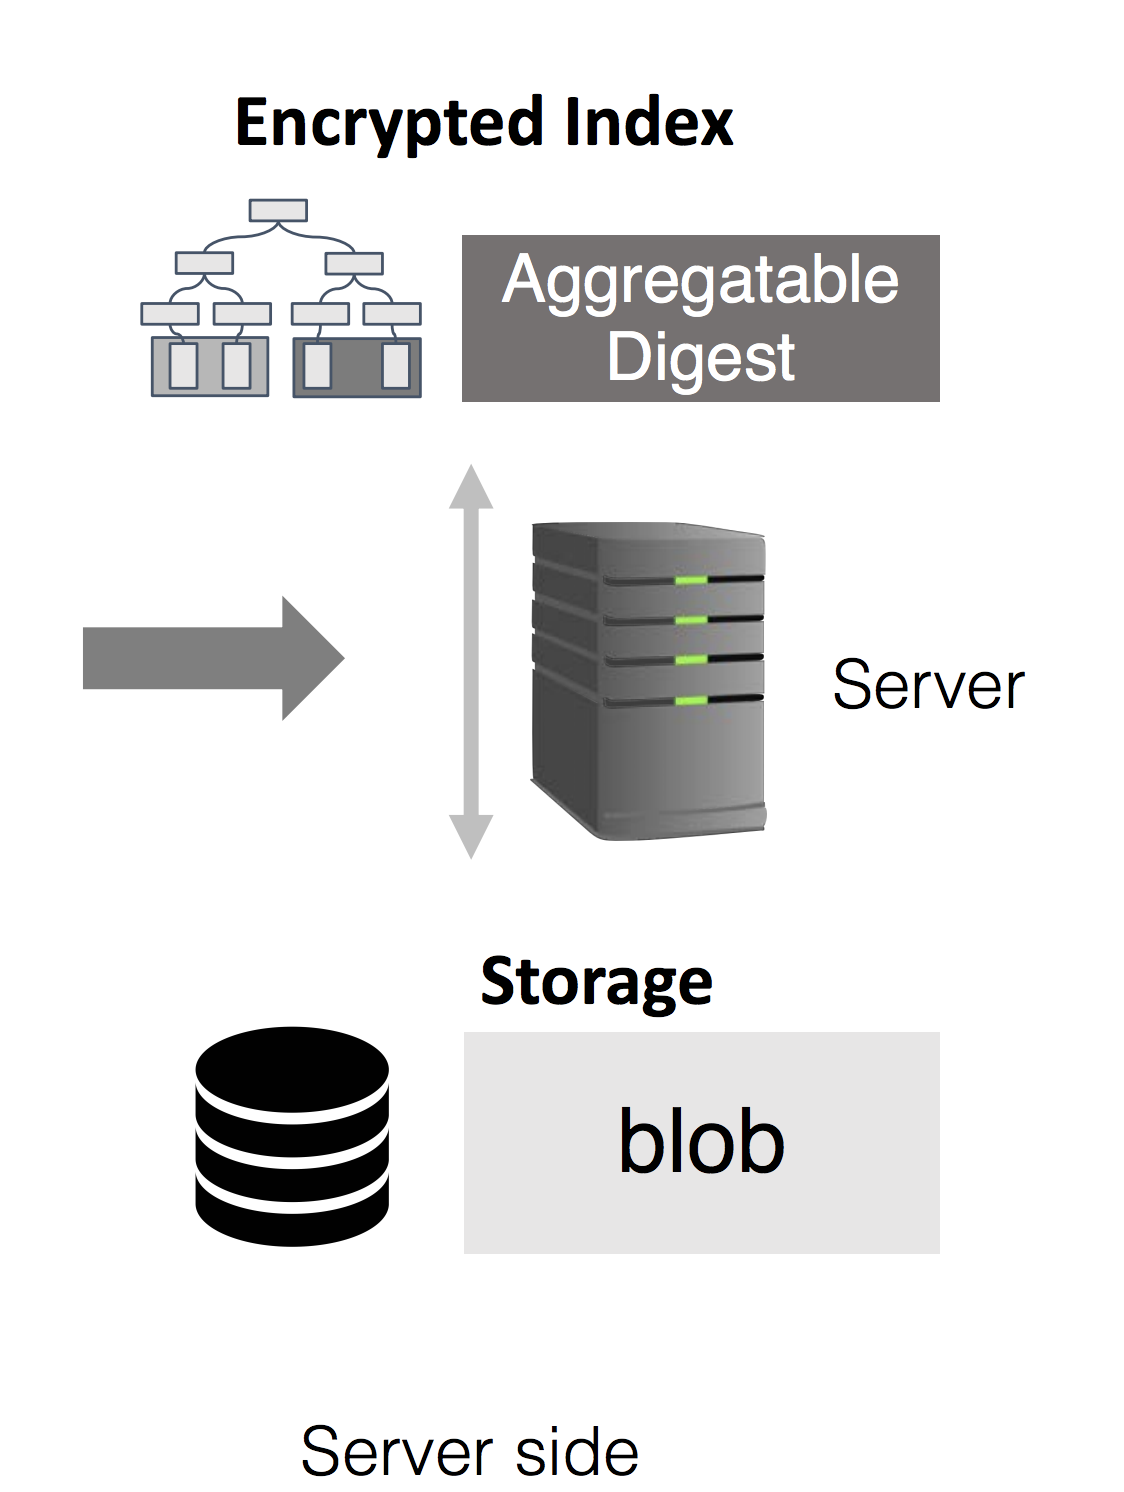 Encrypted Index
Aggregatable
Digest
Server
Storage
blob
Server side